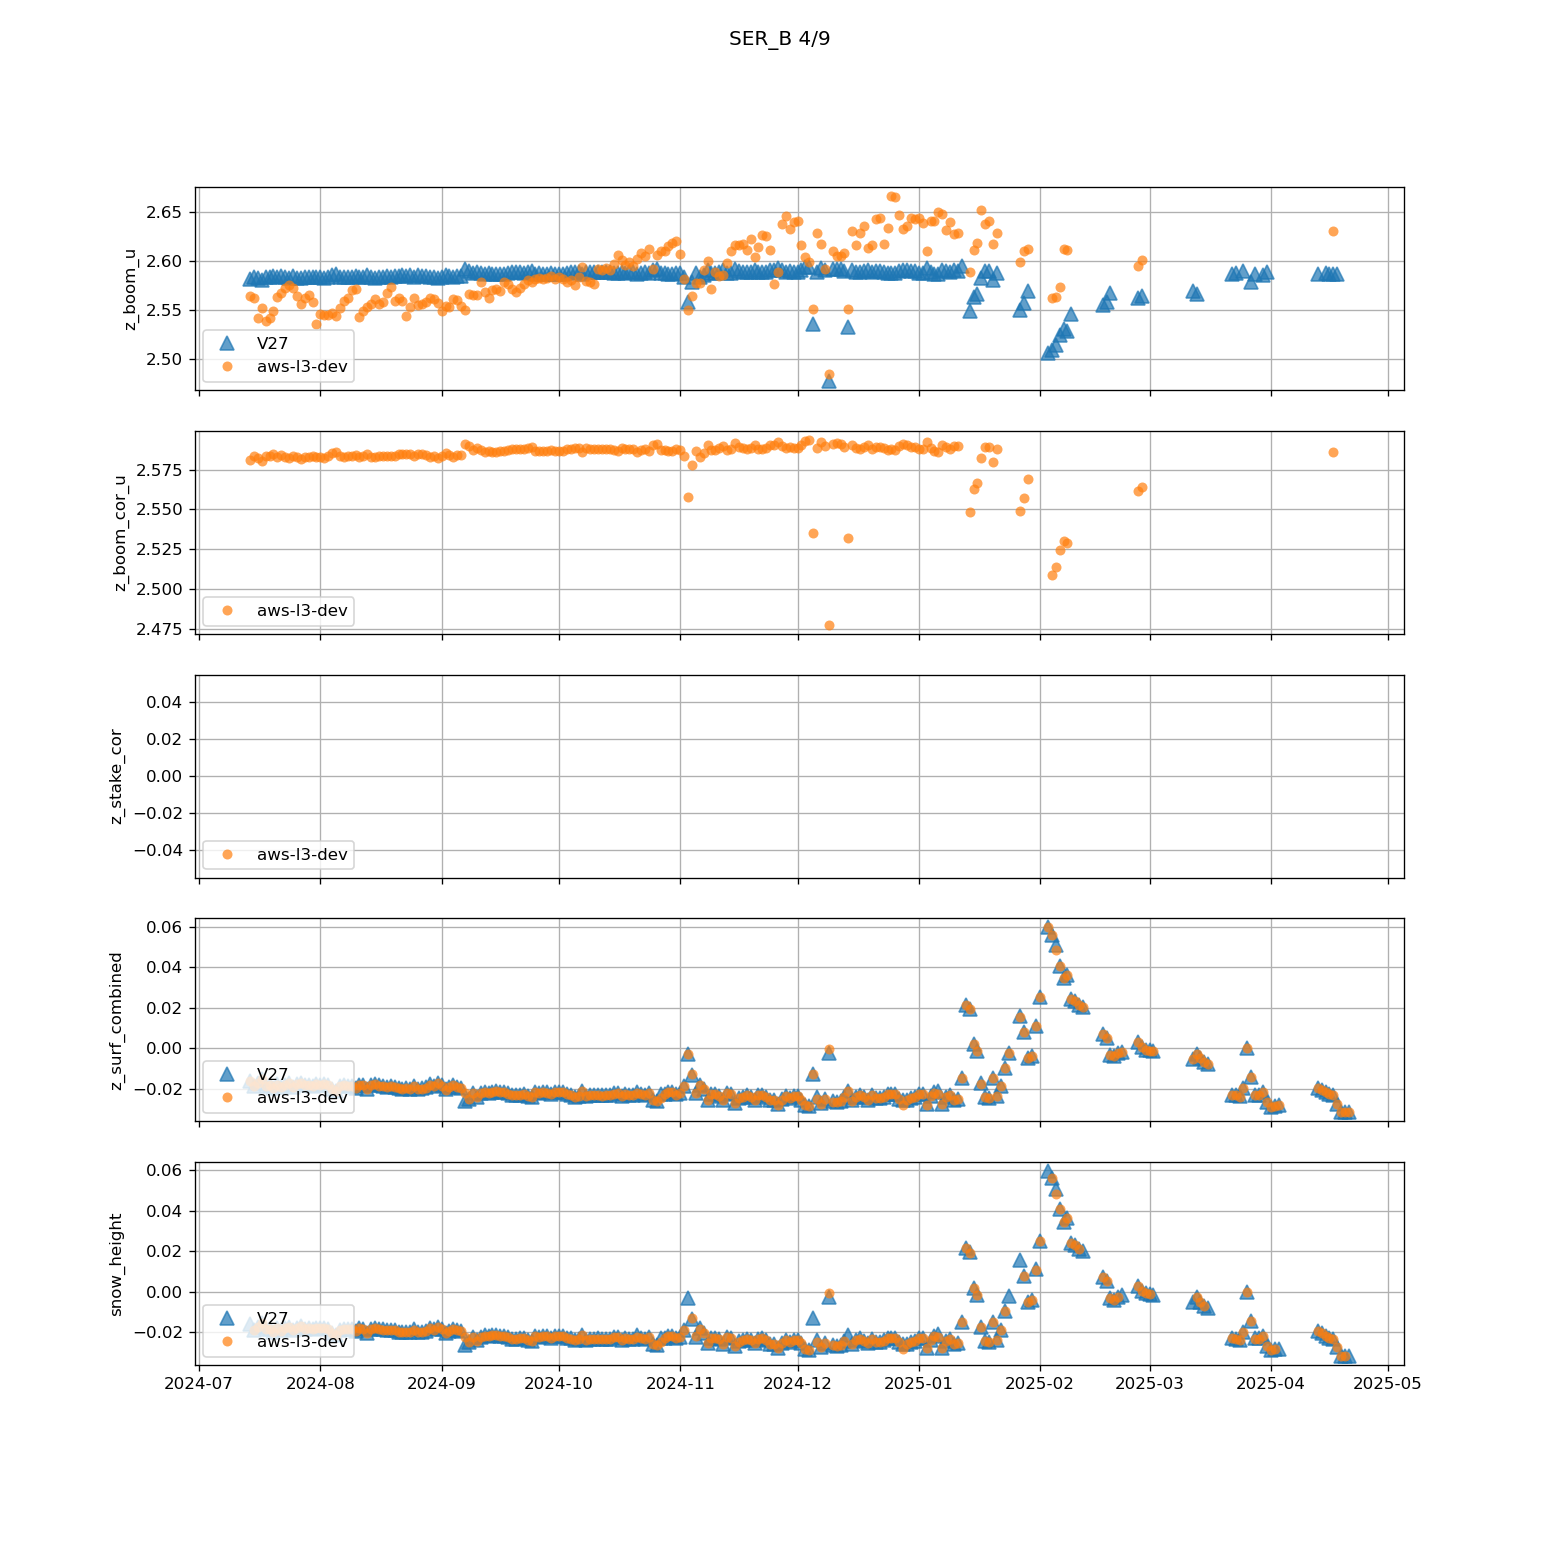 SER_B 4/9
z_boom_u
2.65
2.60
2.55
2.50
V27
aws-l3-dev
z_boom_cor_u
2.575
2.550
2.525
2.500
2.475
aws-l3-dev
z_stake_cor
0.04
0.02
0.00
−0.02
−0.04
aws-l3-dev
z_surf_combined
0.06
0.04
0.02
0.00
−0.02
V27
aws-l3-dev
snow_height
0.06
0.04
0.02
0.00
−0.02
V27
aws-l3-dev
2024-07 2024-08 2024-09 2024-10 2024-11 2024-12 2025-01 2025-02 2025-03 2025-04 2025-05